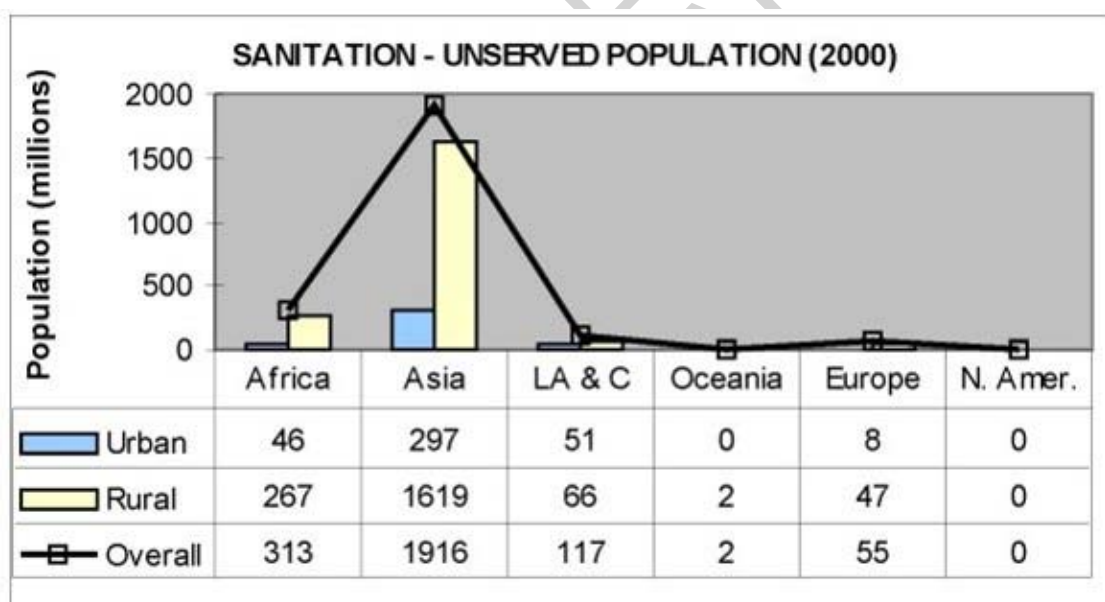 SANITATION - UNSERVED POPULATION (2000)
Population (millions)
2000
1500
1000
500
0
Africa Asia LA & C Oceania Europe N. Amer.
Urban 46 297 51 0 8 0
Rural 267 1619 66 2 47 0
Overall 313 1916 117 2 55 0